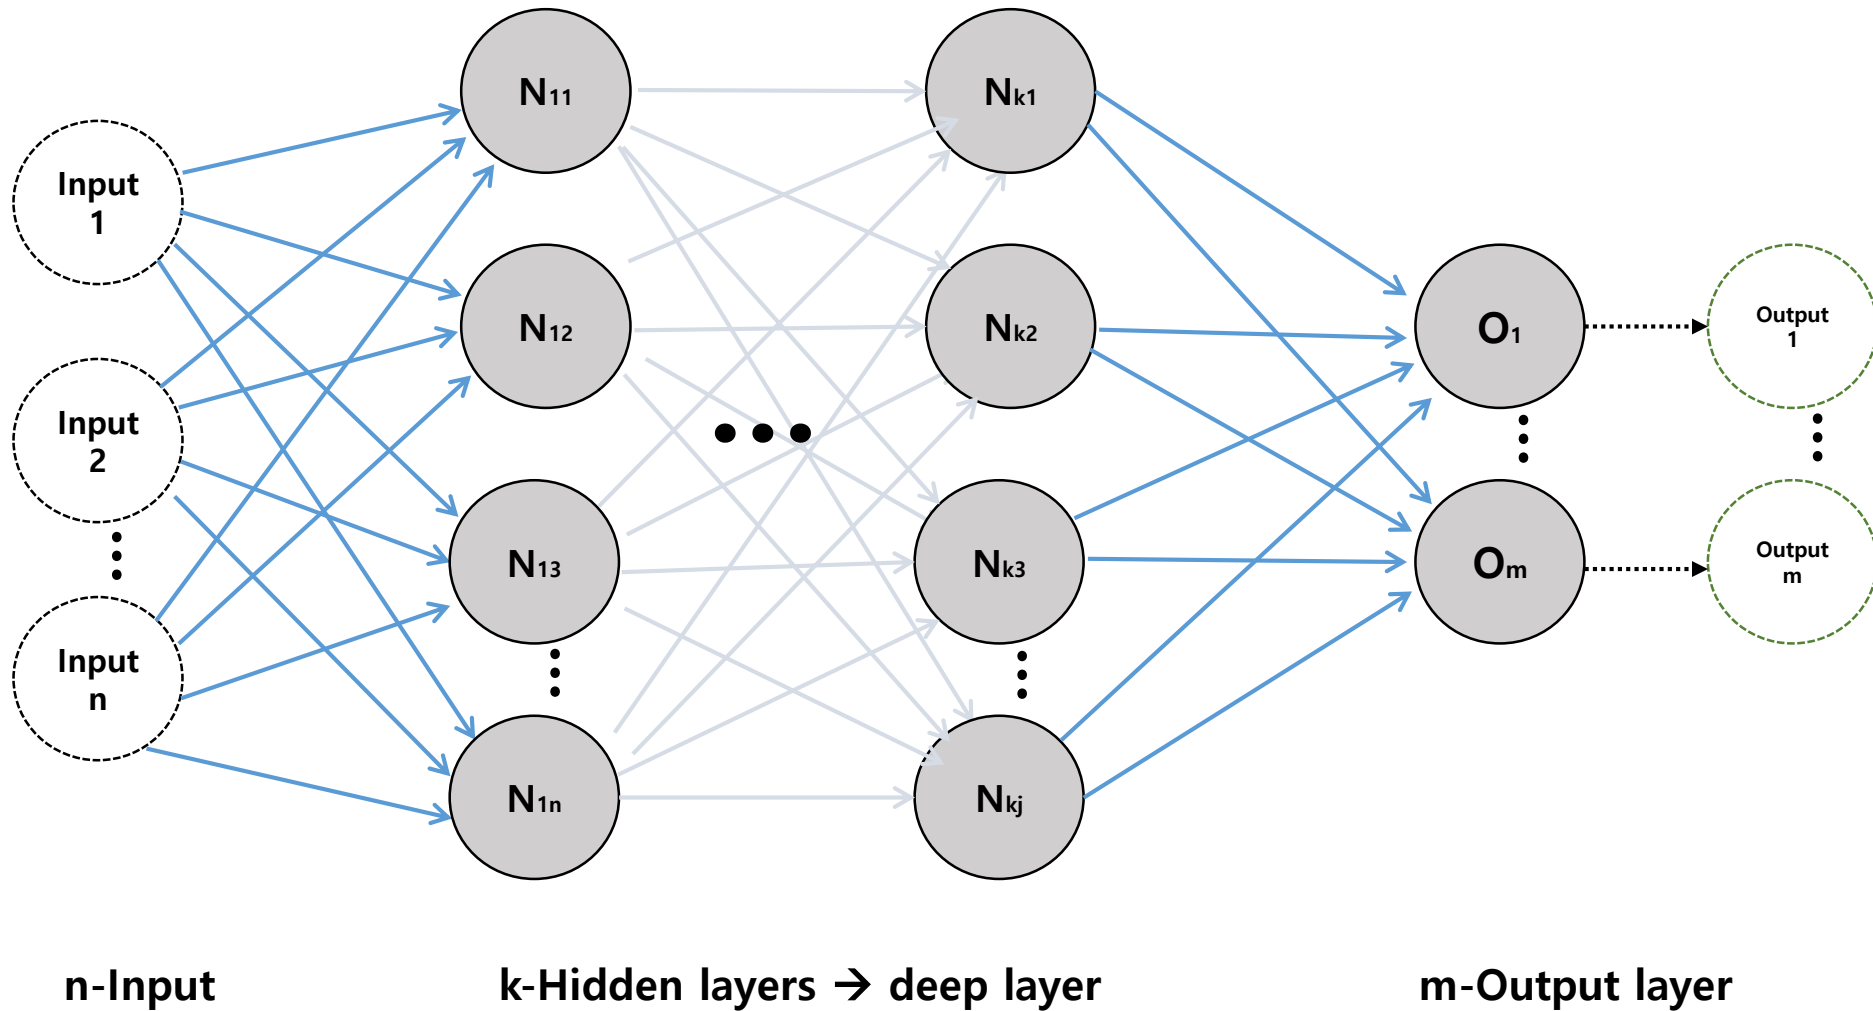 Input
1
Input
2
Input
n
N11
N12
N13
N1n
Nk1
Nk2
Nk3
Nkj
O1
Om
Output
1
Output
m
n-Input
k-Hidden layers → deep layer
m-Output layer